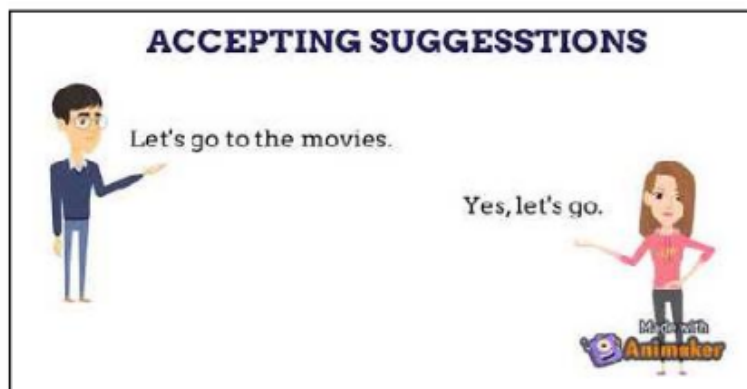 ACCEPTING SUGGESSTIONS
Let's go to the movies.
Yes, let's go.
Made with
Animaker